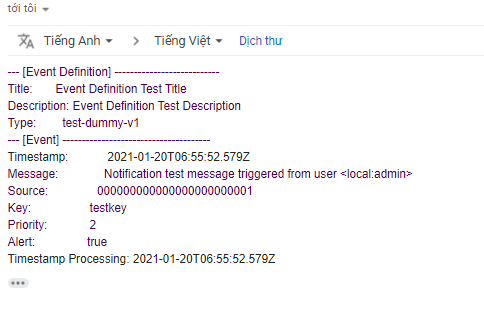 tới tôi
Tiếng Anh > Tiếng Việt Dịch thư
--- [Event Definition] ---------------------------
Title: Event Definition Test Title
Description: Event Definition Test Description
Type: test-dummy-v1
--- [Event] --------------------------------------
Timestamp: 2021-01-20T06:55:52.579Z
Message: Notification test message triggered from user <local:admin>
Source: 000000000000000000000001
Key: testkey
Priority: 2
Alert: true
Timestamp Processing: 2021-01-20T06:55:52.579Z